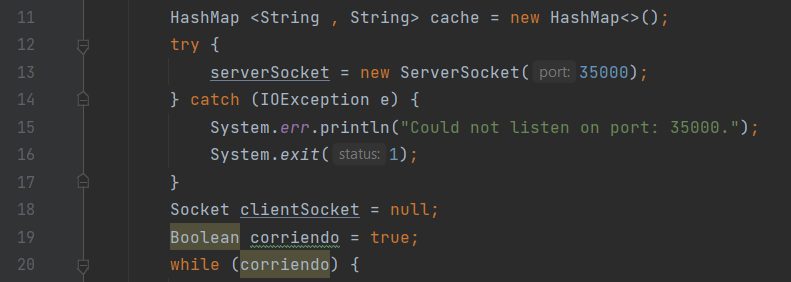 11 HashMap <String , String> cache = new HashMap<>();
12 try {
13 serverSocket = new ServerSocket( port: 35000);
14 } catch (IOException e) {
15 System.err.println("Could not listen on port: 35000.");
16 System.exit( status: 1);
17 }
18 Socket clientSocket = null;
19 Boolean corriendo = true;
20 while (corriendo) {